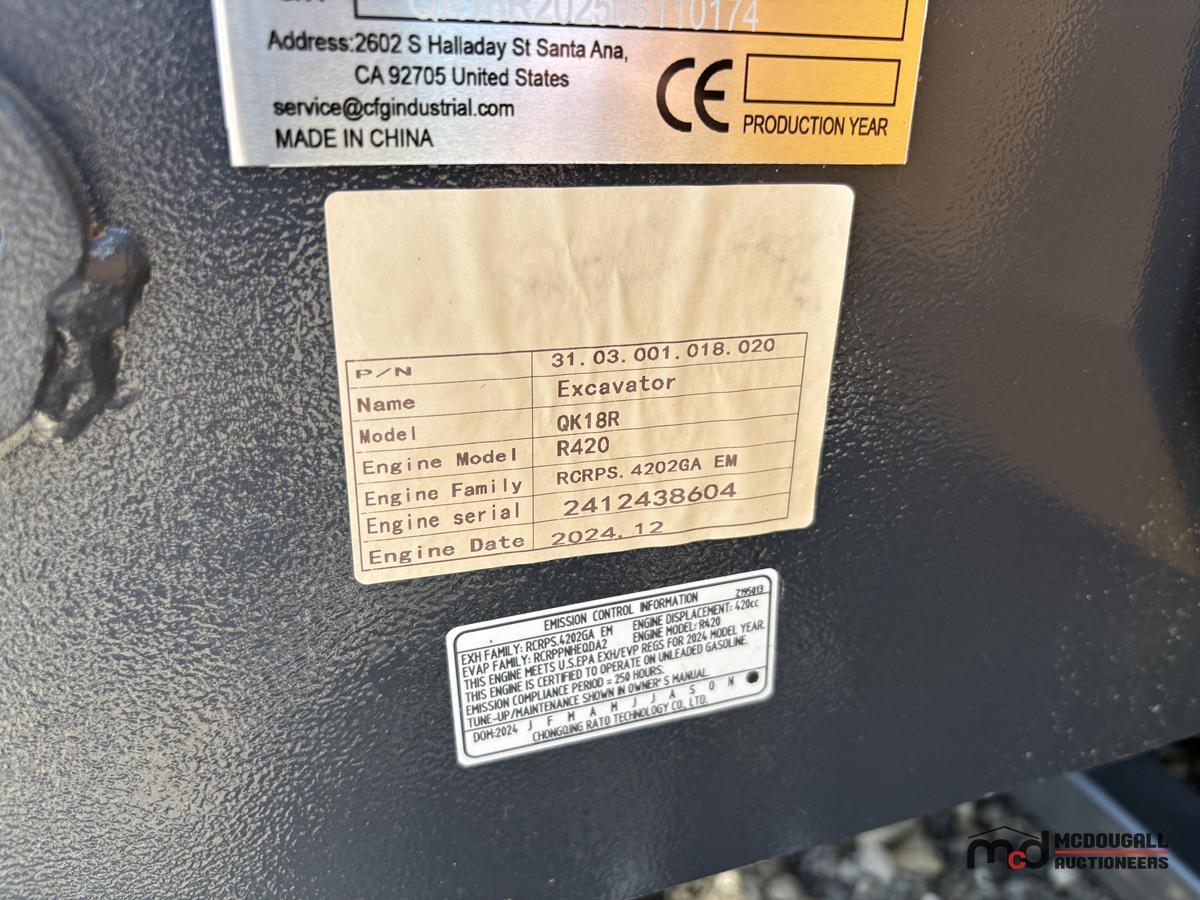 QK18R202505110174
Address:2602 S Halladay St Santa Ana,
CA 92705 United States
service@cfgindustrial.com
MADE IN CHINA
CE
PRODUCTION YEAR
P/N 31.03.001.018.020
Name Excavator
Model QK18R
Engine Model R420
Engine Family RCRPS.4202GA EM
Engine serial 2412438604
Engine Date 2024.12
EMISSION CONTROL INFORMATION Z195013
EXH FAMILY: RCRPS.4202GA EM ENGINE DISPLACEMENT: 420cc
EVAP FAMILY: RCRPPNHEQDA2 ENGINE MODEL: R420
THIS ENGINE MEETS U.S.EPA EXH/EVP REGS FOR 2024 MODEL YEAR.
THIS ENGINE IS CERTIFIED TO OPERATE ON UNLEADED GASOLINE.
EMISSION COMPLIANCE PERIOD = 250 HOURS.
TUNE-UP/MAINTENANCE SHOWN IN OWNER'S MANUAL.
DOM:2024 J F M A M J J A S O N
CHONGQING RATO TECHNOLOGY CO., LTD.
mcd MCDOUGALL
AUCTIONEERS